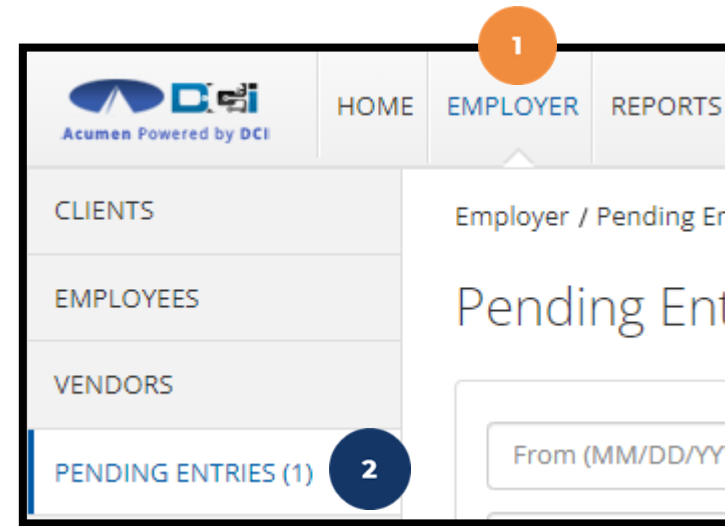 1
DCI
Acumen Powered by DCI
HOME EMPLOYER REPORTS
CLIENTS
EMPLOYEES
VENDORS
PENDING ENTRIES (1)
2
Employer / Pending En
Pending Ent
From (MM/DD/YY